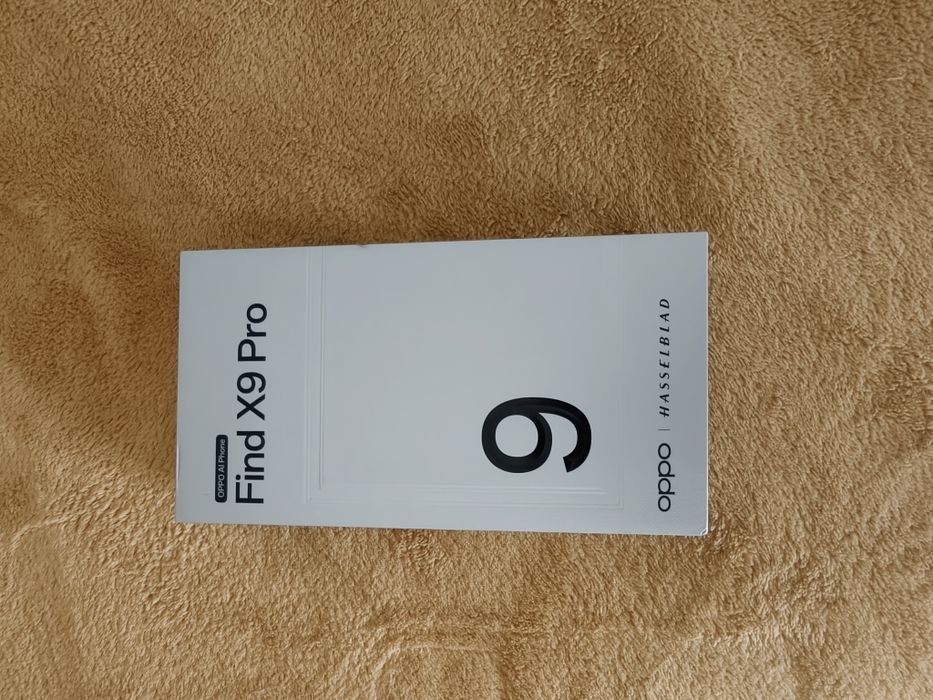 OPPO AI Phone
Find X9 Pro
9
oppo | HASSELBLAD